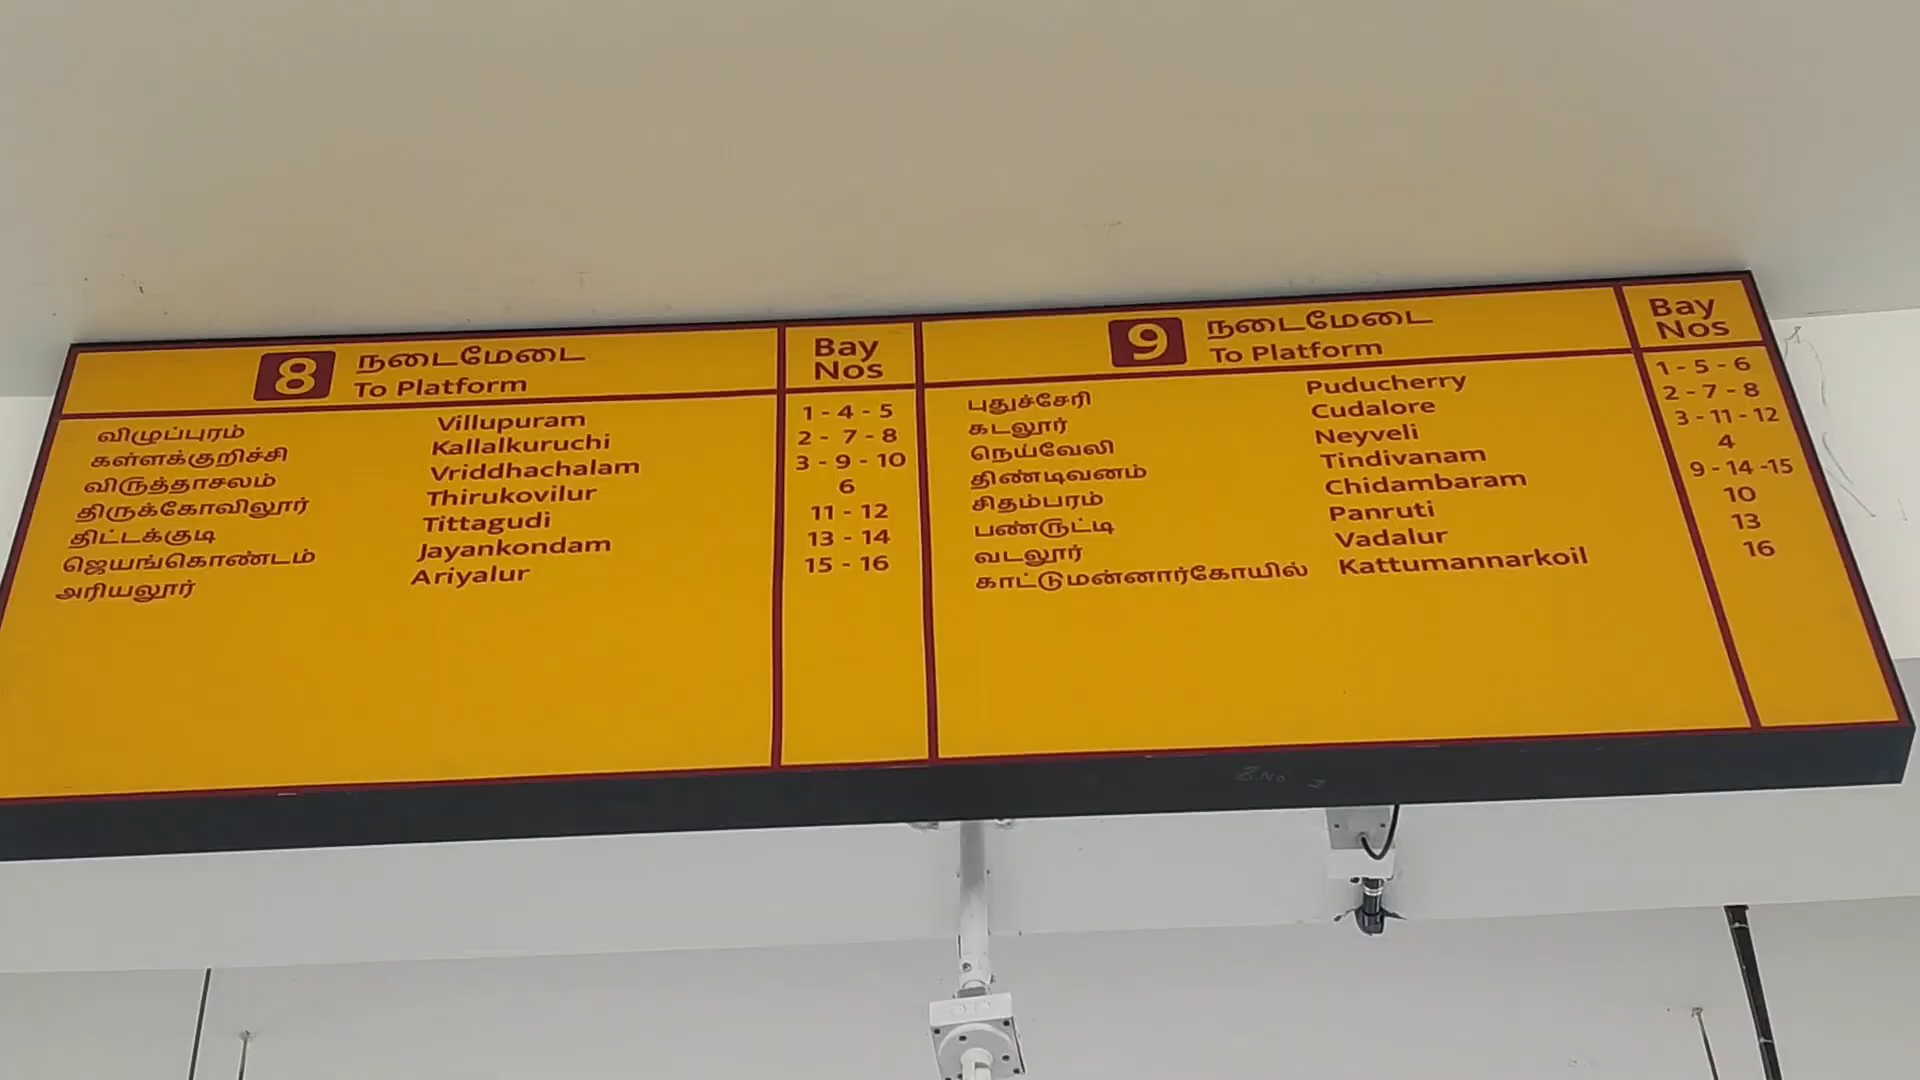 8 நடைமேடை
To Platform
Bay
Nos
விழுப்புரம் Villupuram 1 - 4 - 5
கள்ளக்குறிச்சி Kallalkuruchi 2 - 7 - 8
விருத்தாசலம் Vriddhachalam 3 - 9 - 10
திருக்கோவிலூர் Thirukovilur 6
திட்டக்குடி Tittagudi 11 - 12
ஜெயங்கொண்டம் Jayankondam 13 - 14
அரியலூர் Ariyalur 15 - 16
9 நடைமேடை
To Platform
Bay
Nos
புதுச்சேரி Puducherry 1 - 5 - 6
கடலூர் Cudalore 2 - 7 - 8
நெய்வேலி Neyveli 3 - 11 - 12
திண்டிவனம் Tindivanam 4
சிதம்பரம் Chidambaram 9 - 14 -15
பண்ரூட்டி Panruti 10
வடலூர் Vadalur 13
காட்டுமன்னார்கோயில் Kattumannarkoil 16